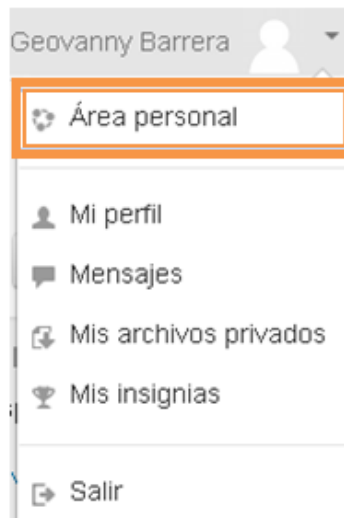 Geovanny Barrera
Área personal
Mi perfil
Mensajes
Mis archivos privados
Mis insignias
Salir